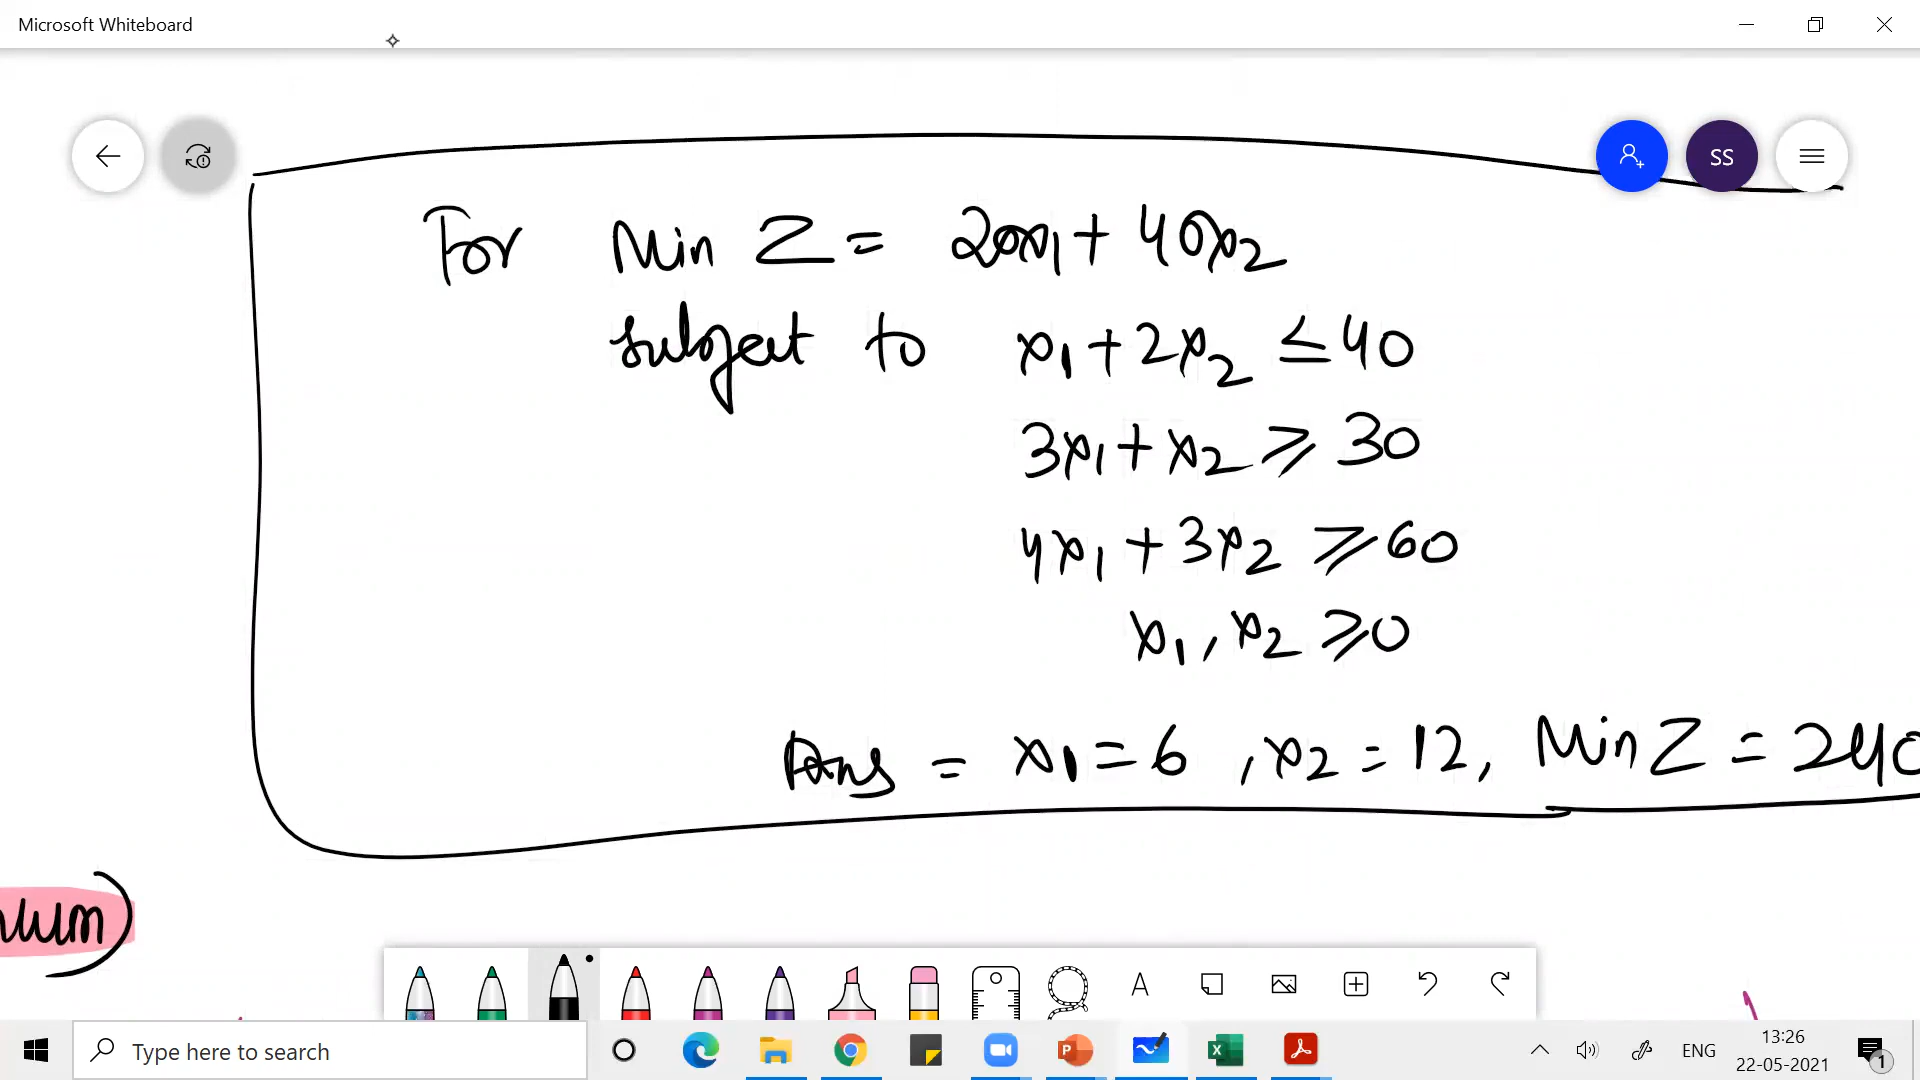 Microsoft Whiteboard
SS
For Min Z = 20x1 + 40x2
subject to x1 + 2x2 ≤ 40
3x1 + x2 ≥ 30
4x1 + 3x2 ≥ 60
x1, x2 ≥ 0
Ans = x1 = 6, x2 = 12, Min Z = 240
A
Type here to search
ENG
13:26
22-05-2021
1